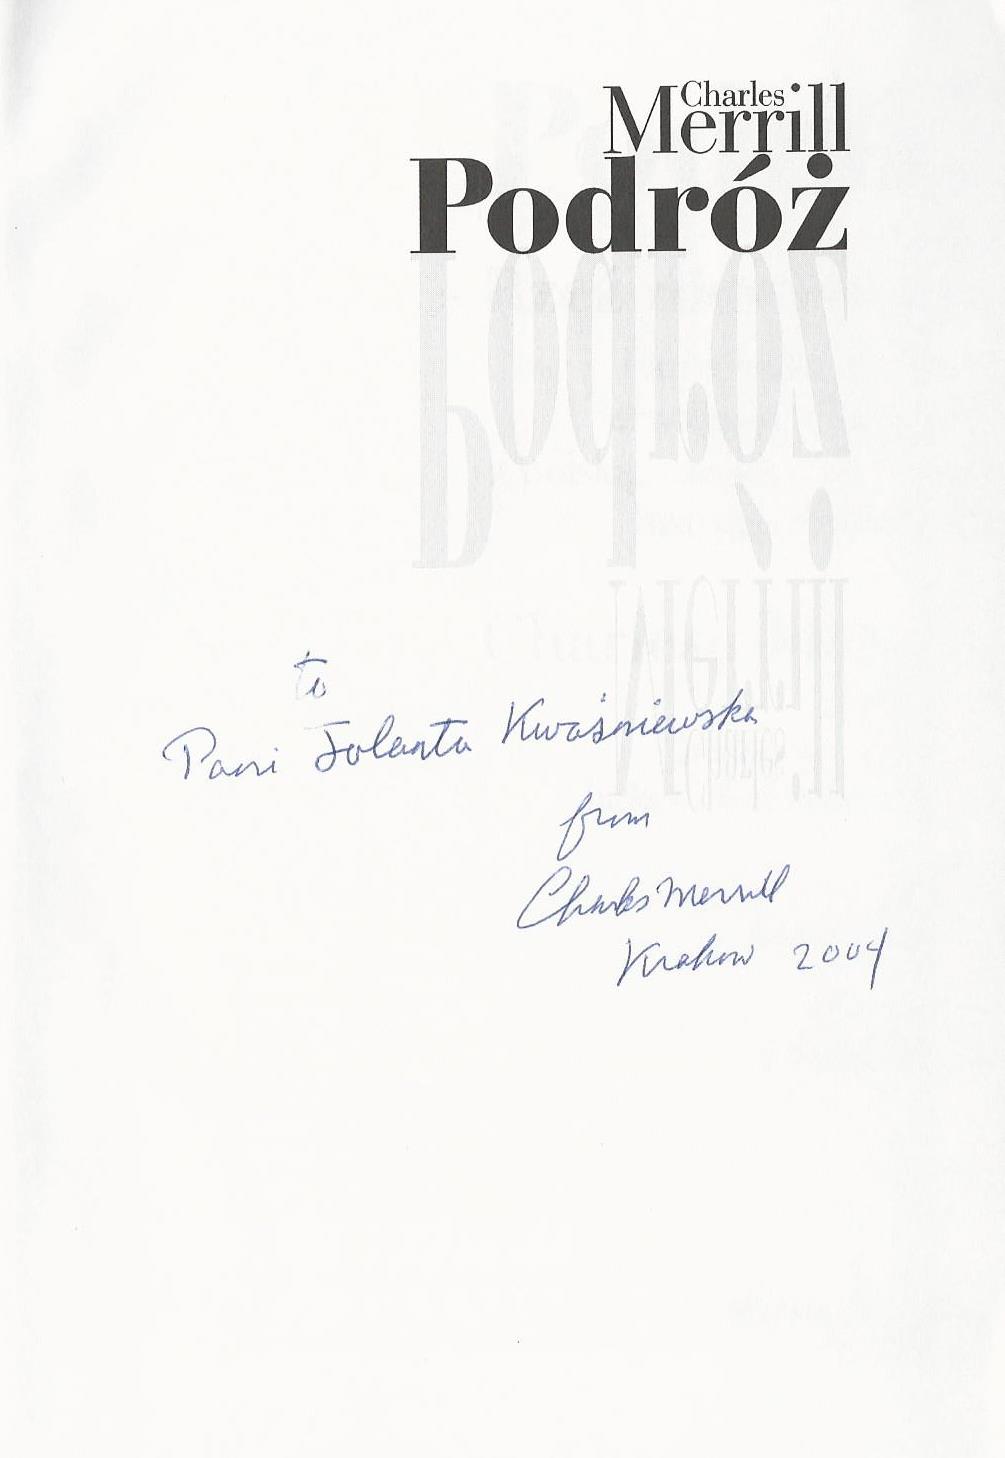 Charles
Merrill
Podróż
to
Pani Jolanta Kwaśniewska
from
Charles Merrill
Krakow 2004